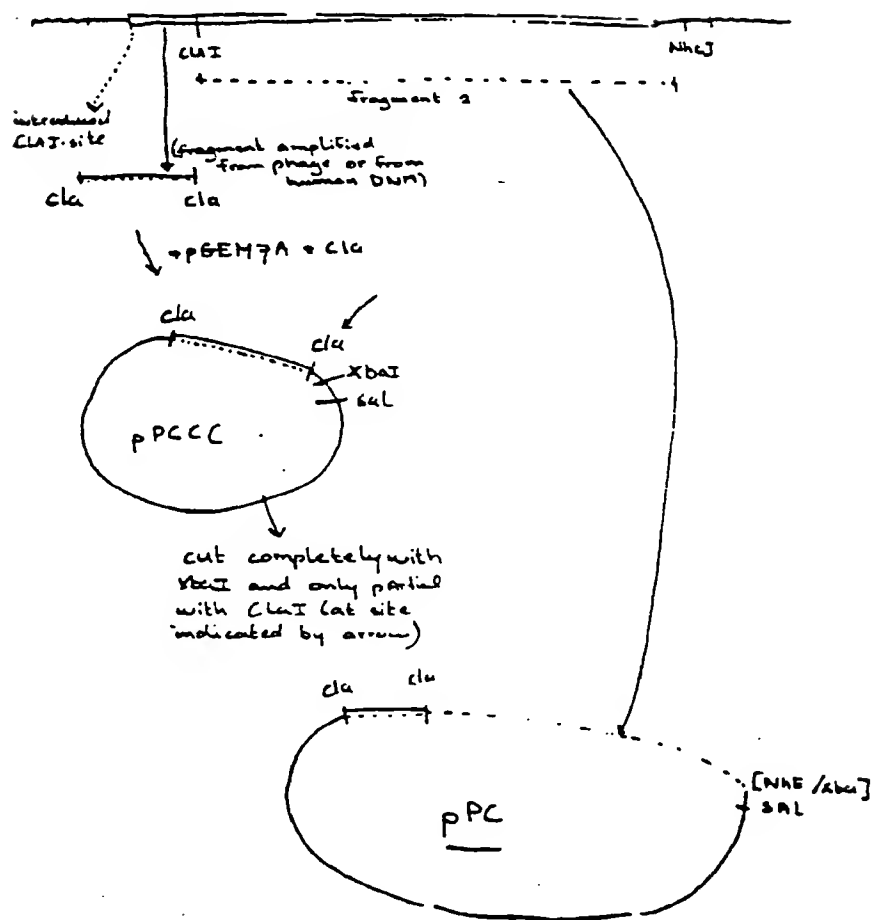 ClaI
NheI
fragment 2
introduced
ClaI-site
(fragment amplified
from phage or from
human DNA)
cla
cla
+pGEM7A * Cla
cla
cla
XbaI
sal
pPCCC
cut completely with
XbaI and only partial
with ClaI (at site
indicated by arrow)
cla
cla
[NhE/xba]
SAL
pPC